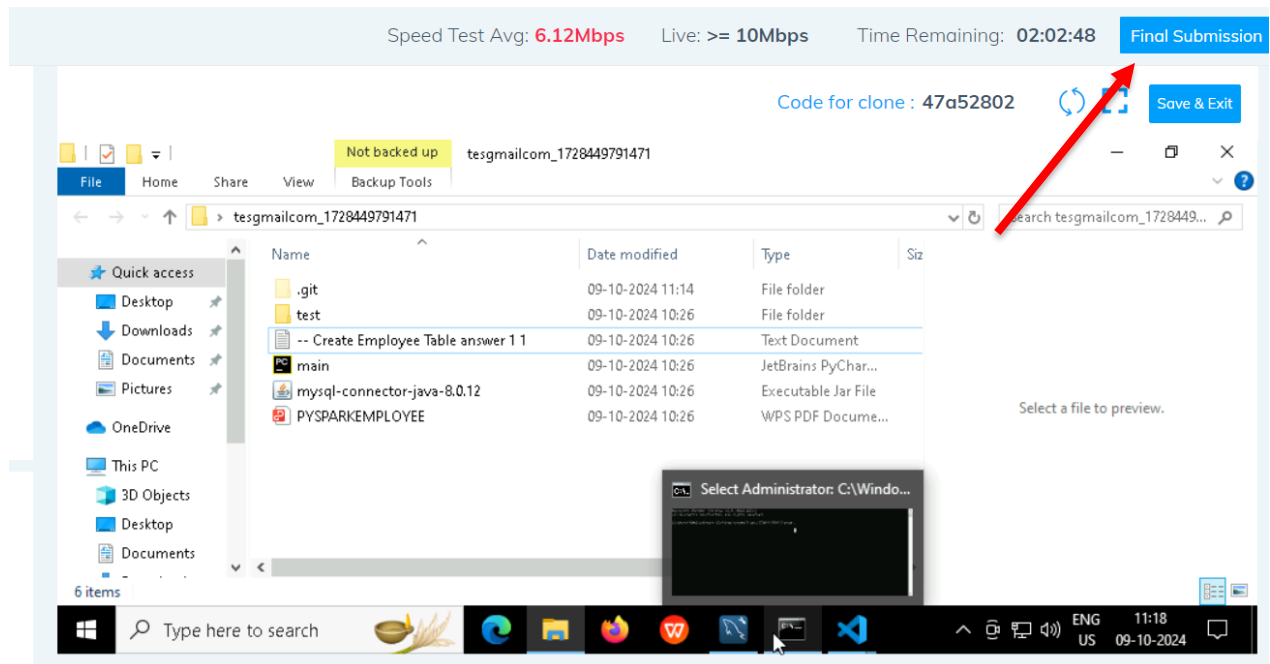 Speed Test Avg: 6.12Mbps Live: >= 10Mbps Time Remaining: 02:02:48 Final Submission
Code for clone : 47a52802 Save & Exit
Not backed up tesgmailcom_1728449791471
File Home Share View Backup Tools
tesgmailcom_1728449791471 Search tesgmailcom_1728449...
Name Date modified Type Siz
Quick access
Desktop
Downloads
Documents
Pictures
OneDrive
This PC
3D Objects
Desktop
Documents
.git 09-10-2024 11:14 File folder
test 09-10-2024 10:26 File folder
-- Create Employee Table answer 1 1 09-10-2024 10:26 Text Document
main 09-10-2024 10:26 JetBrains PyChar...
mysql-connector-java-8.0.12 09-10-2024 10:26 Executable Jar File
PYSPARKEMPLOYEE 09-10-2024 10:26 WPS PDF Docume...
Select a file to preview.
Select Administrator: C:\Windo...
6 items
Type here to search
ENG 11:18
US 09-10-2024